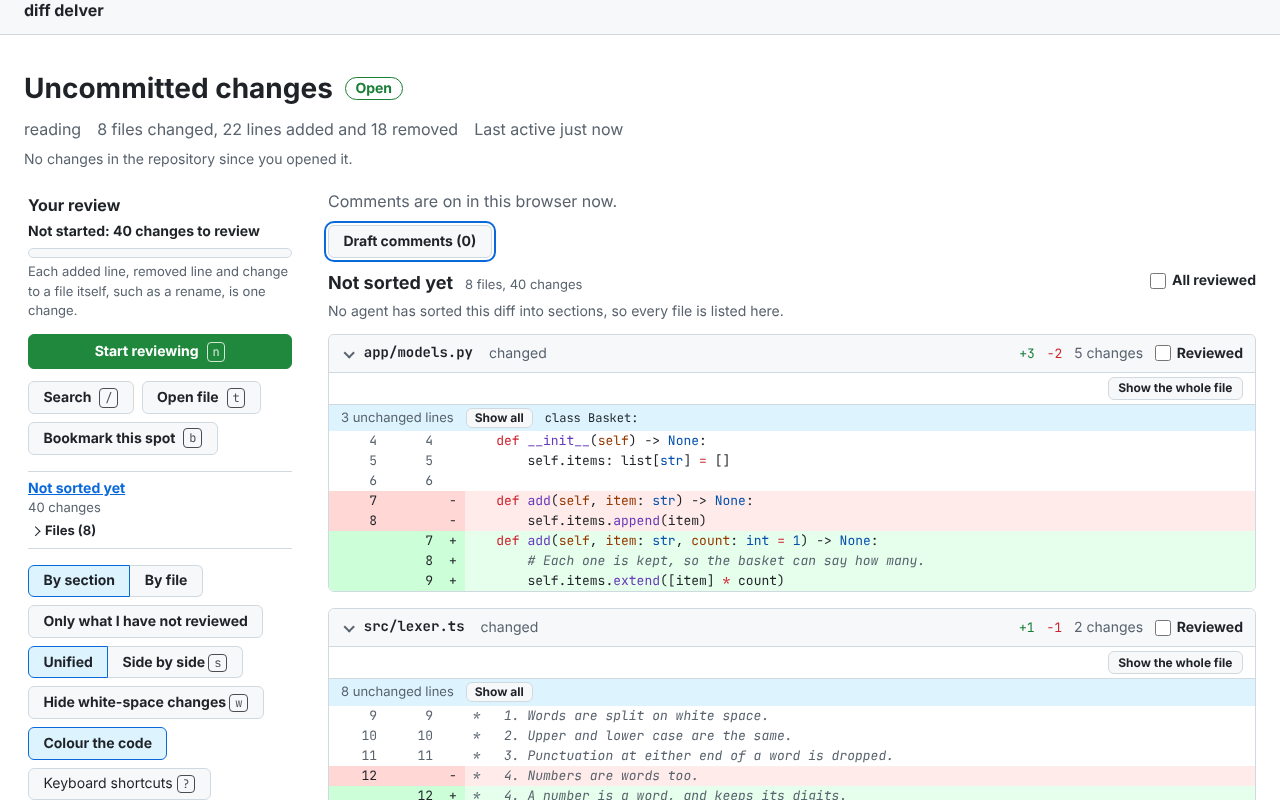 diff delver
Uncommitted changes Open
reading 8 files changed, 22 lines added and 18 removed Last active just now
No changes in the repository since you opened it.
Your review
Not started: 40 changes to review
Each added line, removed line and change
to a file itself, such as a rename, is one
change.
Start reviewing n
Search / Open file t
Bookmark this spot b
Not sorted yet
40 changes
Files (8)
By section By file
Only what I have not reviewed
Unified Side by side s
Hide white-space changes w
Colour the code
Keyboard shortcuts ?
Comments are on in this browser now.
Draft comments (0)
Not sorted yet 8 files, 40 changes All reviewed
No agent has sorted this diff into sections, so every file is listed here.
app/models.py changed +3 -2 5 changes Reviewed
Show the whole file
3 unchanged lines Show all class Basket:
4 4 def __init__(self) -> None:
5 5 self.items: list[str] = []
6 6
7 - def add(self, item: str) -> None:
8 - self.items.append(item)
7 + def add(self, item: str, count: int = 1) -> None:
8 + # Each one is kept, so the basket can say how many.
9 + self.items.extend([item] * count)
src/lexer.ts changed +1 -1 2 changes Reviewed
Show the whole file
8 unchanged lines Show all
9 9 * 1. Words are split on white space.
10 10 * 2. Upper and lower case are the same.
11 11 * 3. Punctuation at either end of a word is dropped.
12 - * 4. Numbers are words too.
12 + * 4. A number is a word, and keeps its digits.